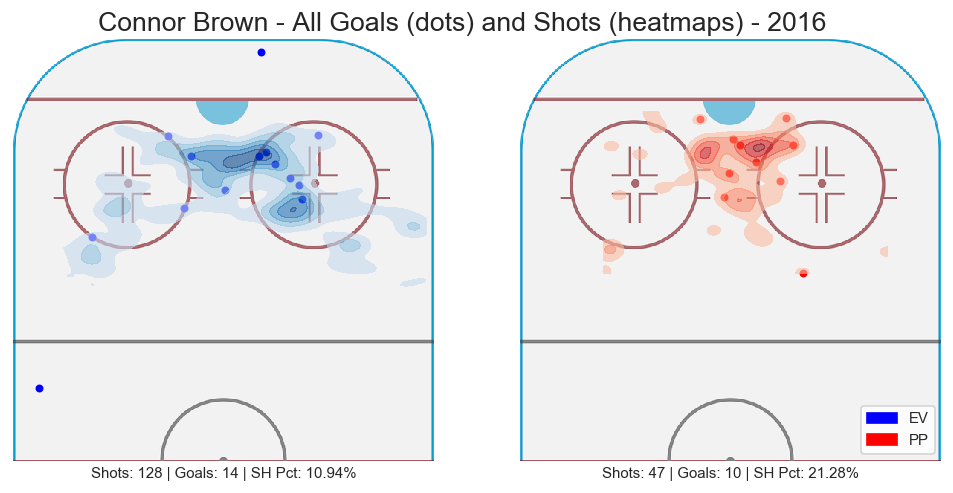 Connor Brown - All Goals (dots) and Shots (heatmaps) - 2016
EV
PP
Shots: 128 | Goals: 14 | SH Pct: 10.94%
Shots: 47 | Goals: 10 | SH Pct: 21.28%